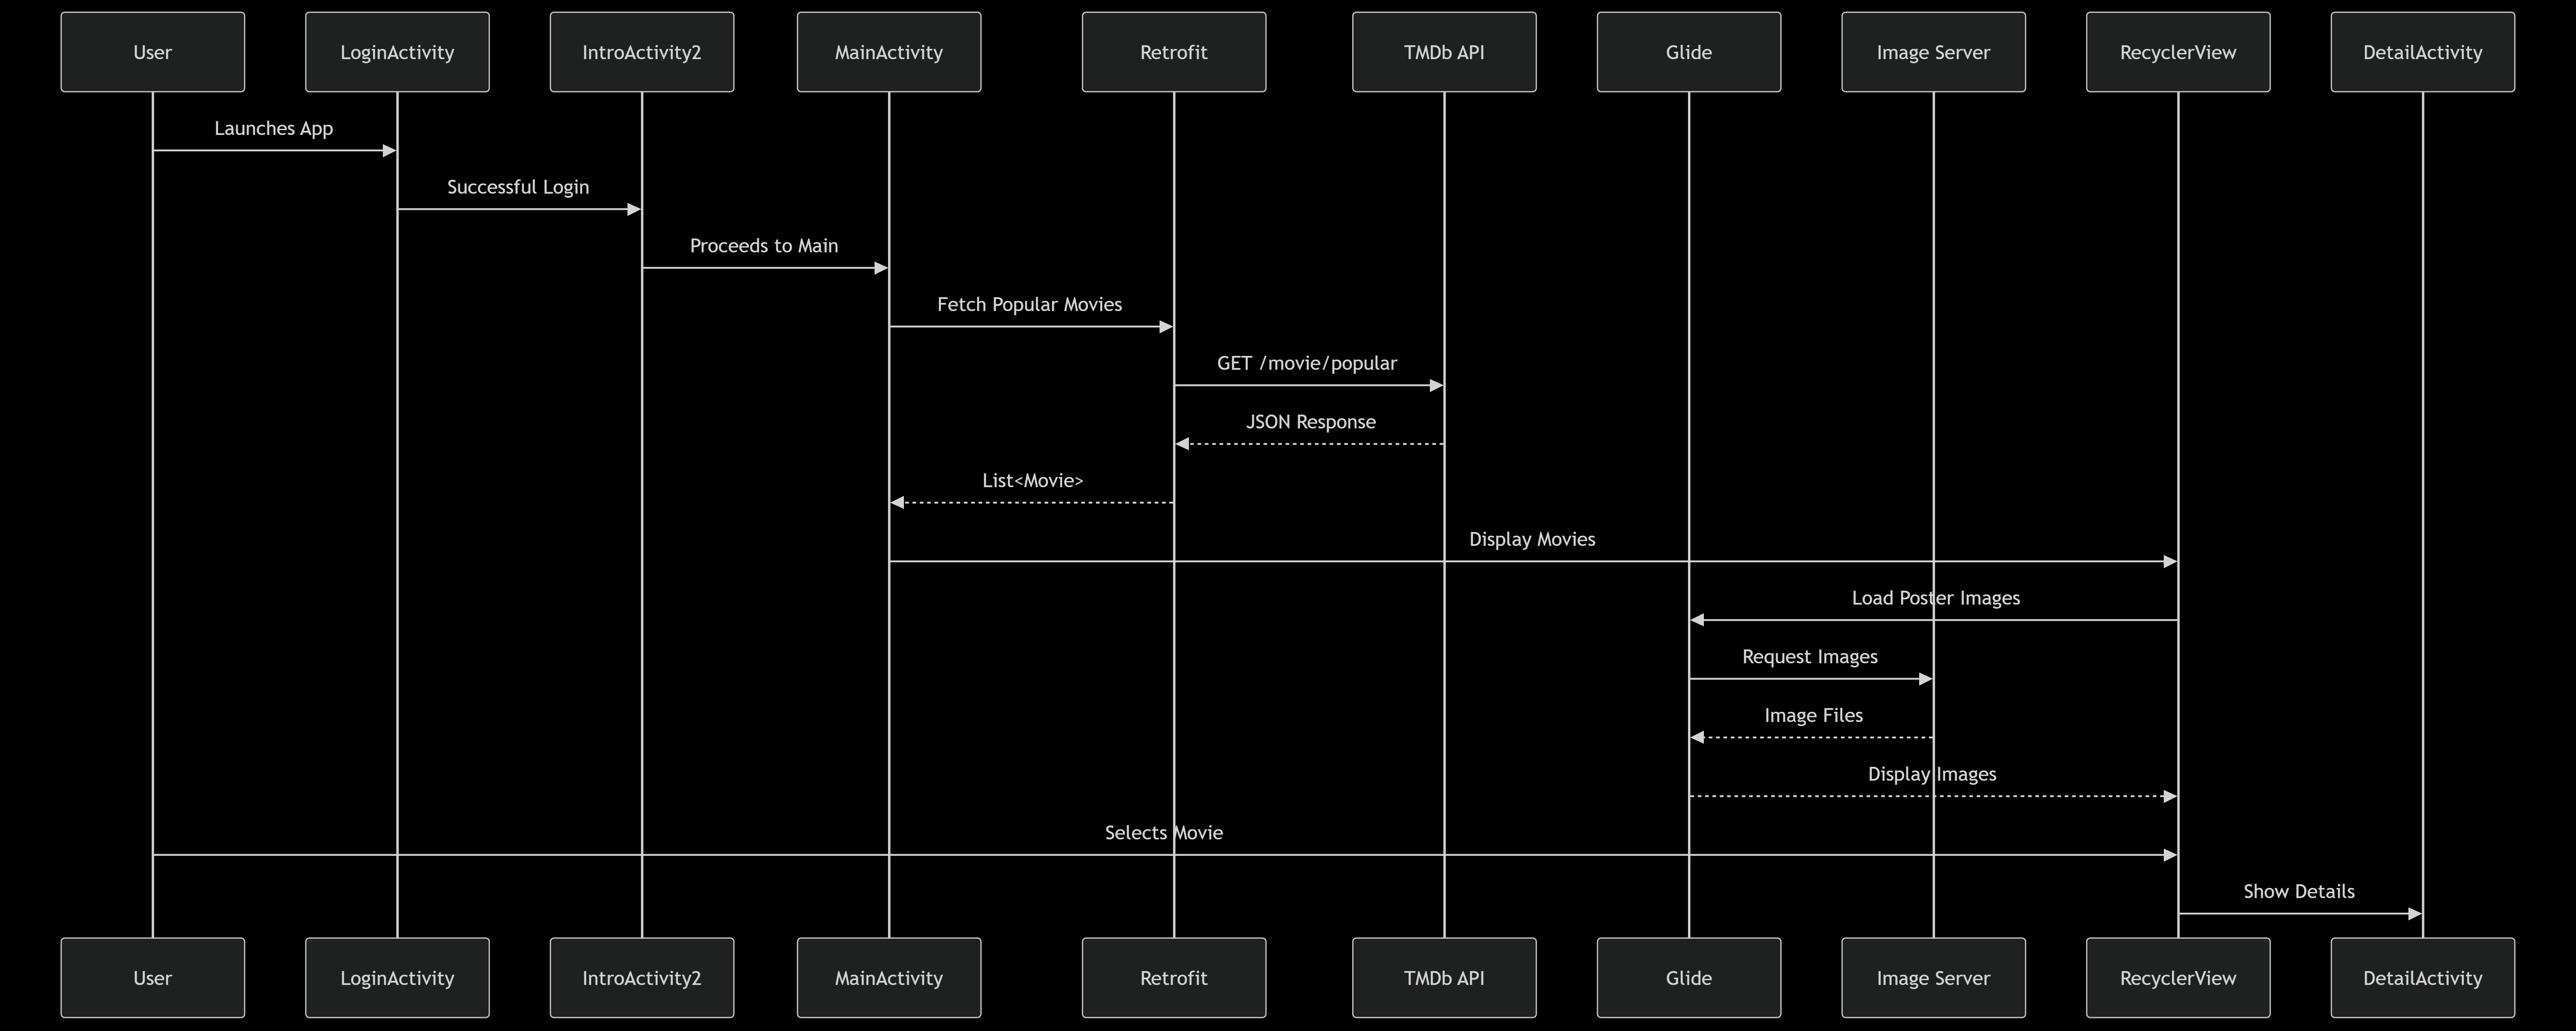 User
LoginActivity
IntroActivity2
MainActivity
Retrofit
TMDb API
Glide
Image Server
RecyclerView
DetailActivity
Launches App
Successful Login
Proceeds to Main
Fetch Popular Movies
GET /movie/popular
JSON Response
List<Movie>
Display Movies
Load Poster Images
Request Images
Image Files
Display Images
Selects Movie
Show Details
User
LoginActivity
IntroActivity2
MainActivity
Retrofit
TMDb API
Glide
Image Server
RecyclerView
DetailActivity